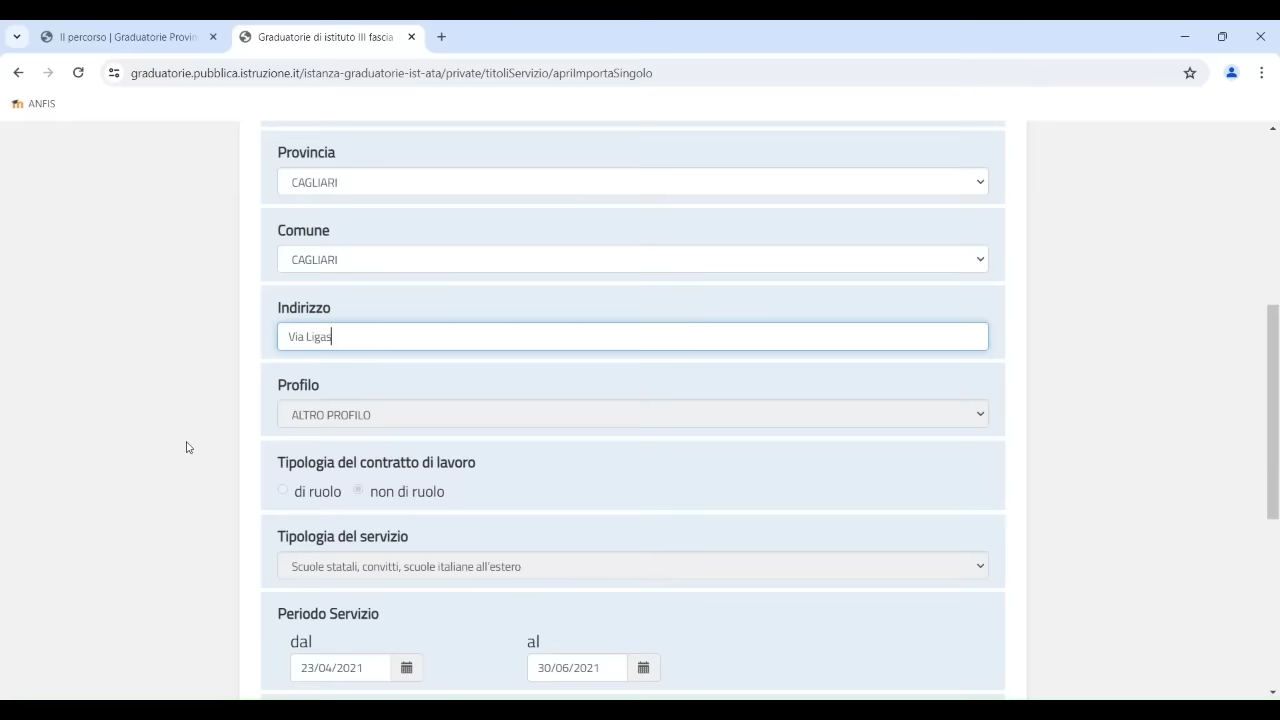 Il percorso | Graduatorie Provin
Graduatorie di istituto III fascia
graduatorie.pubblica.istruzione.it/istanza-graduatorie-ist-ata/private/titoliServizio/apriImportaSingolo
ANFIS
Provincia
CAGLIARI
Comune
CAGLIARI
Indirizzo
Via Ligas
Profilo
ALTRO PROFILO
Tipologia del contratto di lavoro
di ruolo non di ruolo
Tipologia del servizio
Scuole statali, convitti, scuole italiane all'estero
Periodo Servizio
dal al
23/04/2021 30/06/2021